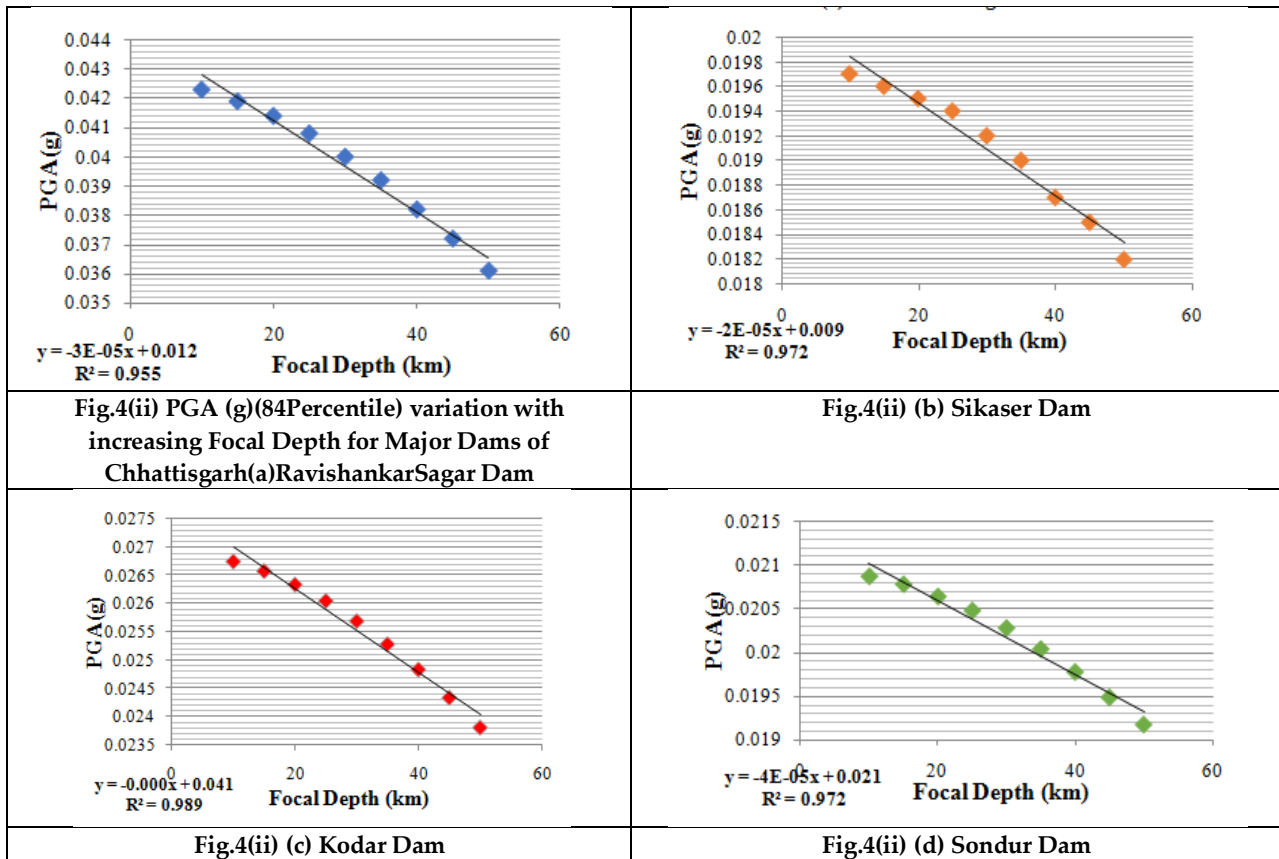 0.044
0.043
0.042
0.041
0.04
0.039
0.038
0.037
0.036
0.035
PGA(g)
0
20
40
60
y = -3E-05x + 0.012
R² = 0.955
Focal Depth (km)
Fig.4(ii) PGA (g)(84Percentile) variation with
increasing Focal Depth for Major Dams of
Chhattisgarh(a)RavishankarSagar Dam
0.02
0.0198
0.0196
0.0194
0.0192
0.019
0.0188
0.0186
0.0184
0.0182
0.018
PGA(g)
0
20
40
60
y = -2E-05x + 0.009
R² = 0.972
Focal Depth (km)
Fig.4(ii) (b) Sikaser Dam
0.0275
0.027
0.0265
0.026
0.0255
0.025
0.0245
0.024
0.0235
PGA(g)
0
20
40
60
y = -0.000x + 0.041
R² = 0.989
Focal Depth (km)
Fig.4(ii) (c) Kodar Dam
0.0215
0.021
0.0205
0.02
0.0195
0.019
PGA(g)
0
20
40
60
y = -4E-05x + 0.021
R² = 0.972
Focal Depth (km)
Fig.4(ii) (d) Sondur Dam